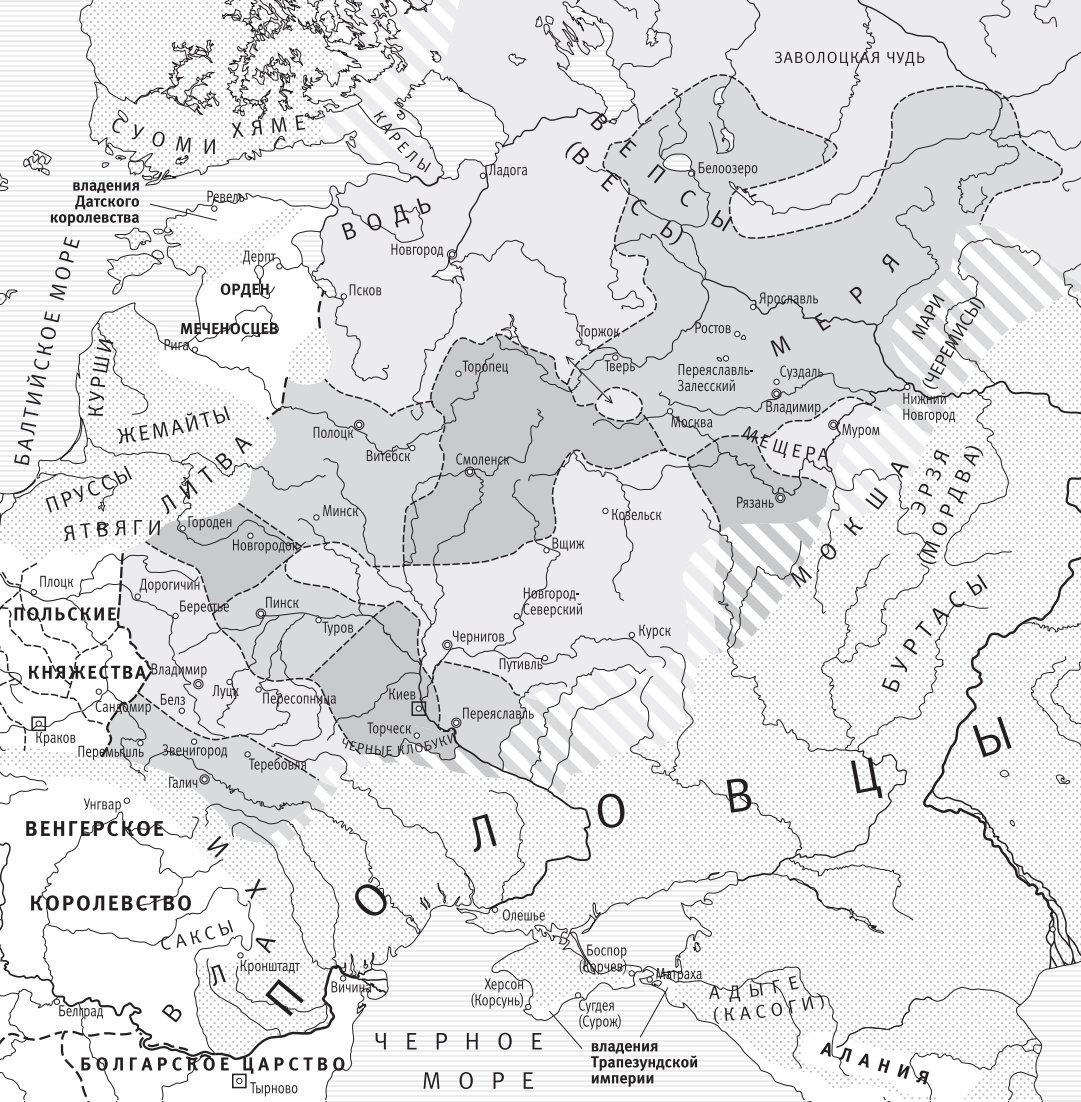 ЗАВОЛОЦКАЯ ЧУДЬ
СУОМИ
ХЯМЕ
КАРЕЛЫ
ВЕПСЫ
(ВЕСЬ)
Белоозеро
Ладога
владения
Датского
королевства
Ревель
ВОДЬ
Новгород
БАЛТИЙСКОЕ МОРЕ
Дерпт
ОРДЕН
МЕЧЕНОСЦЕВ
Псков
Рига
МЕРЯ
Ярославль
Ростов
Торжок
Тверь
Переяславль-
Залесский
Суздаль
Владимир
МАРИ
(ЧЕРЕМИСЫ)
Нижний
Новгород
КУРШИ
ЖЕМАЙТЫ
ЛИТВА
Торопец
Полоцк
Витебск
Смоленск
Москва
МЕЩЕРА
Муром
ПРУССЫ
ЯТВЯГИ
Городен
Новгородок
Минск
Козельск
Рязань
МОКША
ЭРЗЯ
(МОРДВА)
Вщиж
Плоцк
ПОЛЬСКИЕ
КНЯЖЕСТВА
Дорогичин
Берестье
Пинск
Туров
Новгород-
Северский
Чернигов
Курск
Путивль
БУРТАСЫ
Владимир
Луцк
Пересопница
Белз
Сандомир
Краков
Киев
Торческ
ЧЕРНЫЕ КЛОБУКИ
Переяславль
Перемышль
Звенигород
Теребовля
Галич
Унгвар
ВЕНГЕРСКОЕ
КОРОЛЕВСТВО
ПОЛОВЦЫ
ВЛАХИ
САКСЫ
Кронштадт
Вичина
Олешье
Боспор
(Корчев)
Матраха
Херсон
(Корсунь)
Сугдея
(Сурож)
АДЫГЕ
(КАСОГИ)
Белград
БОЛГАРСКОЕ ЦАРСТВО
Тырново
ЧЕРНОЕ
МОРЕ
владения
Трапезундской
империи
АЛАНИЯ